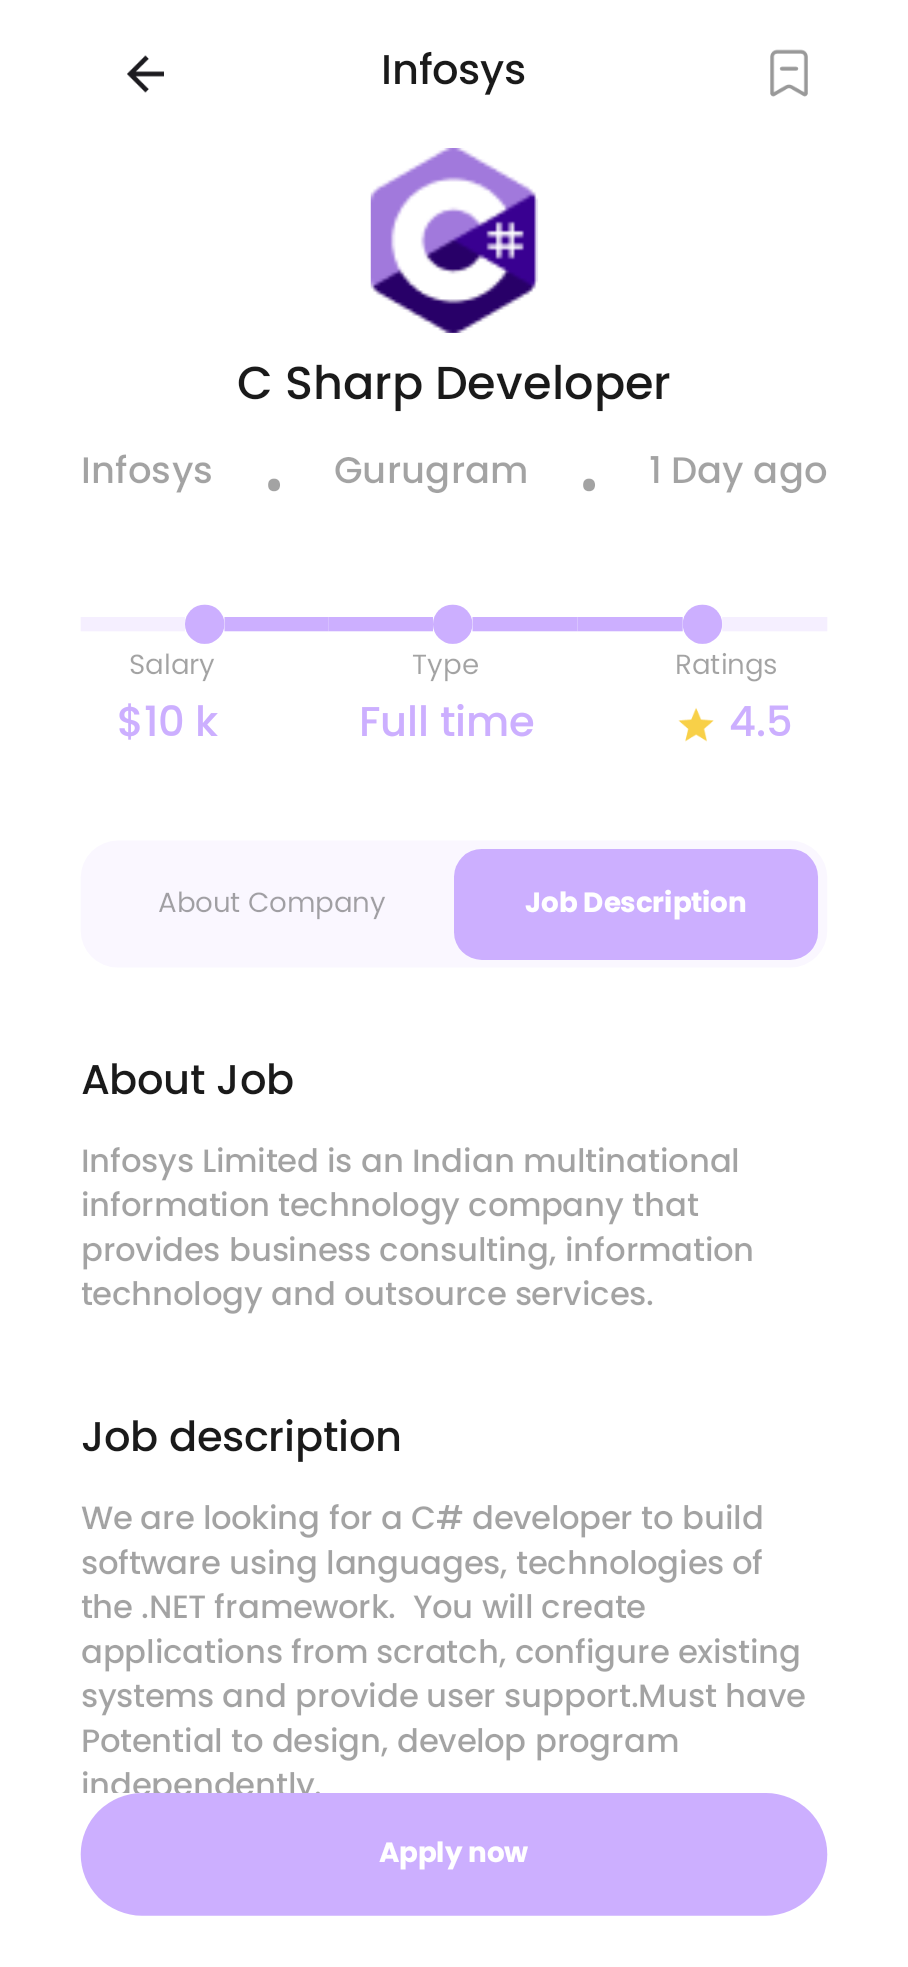 Infosys
C#
C Sharp Developer
Infosys . Gurugram . 1 Day ago
Salary Type Ratings
$10 k Full time 4.5
About Company Job Description
About Job
Infosys Limited is an Indian multinational
information technology company that
provides business consulting, information
technology and outsource services.
Job description
We are looking for a C# developer to build
software using languages, technologies of
the .NET framework.  You will create
applications from scratch, configure existing
systems and provide user support.Must have
Potential to design, develop program
independently.
Apply now